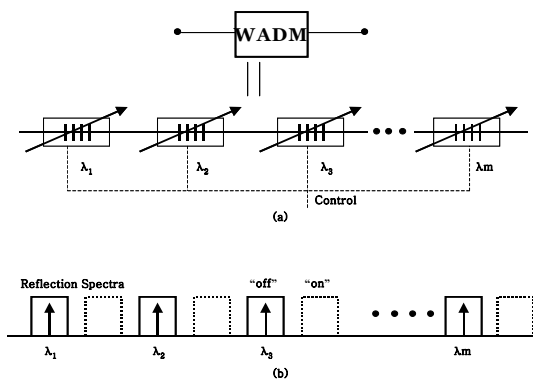 WADM
λ1 λ2 λ3 λm
Control
(a)
Reflection Spectra "off" "on"
λ1 λ2 λ3 λm
(b)